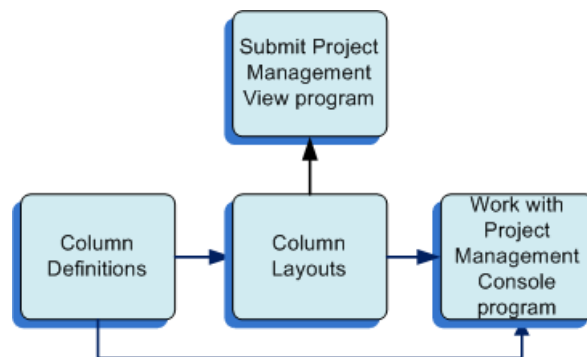 Submit Project
Management
View program
Column
Definitions
Column
Layouts
Work with
Project
Management
Console
program